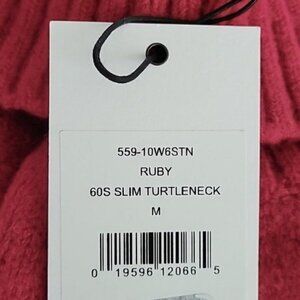 559-10W6STN
RUBY
60S SLIM TURTLENECK
M
0 19596 12066 5